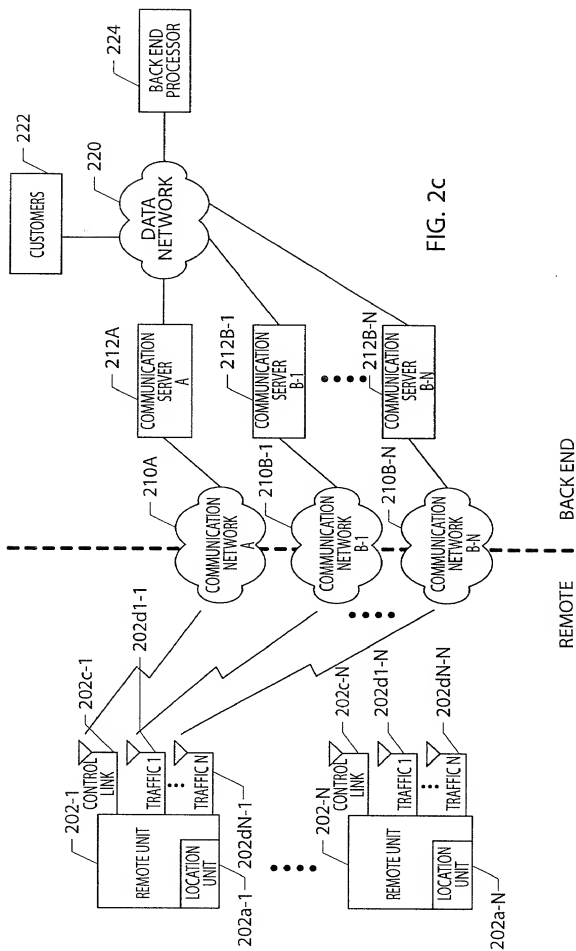 202-1
REMOTE UNIT
LOCATION
UNIT
202a-1
CONTROL
LINK
TRAFFIC 1
TRAFFIC N
202c-1
202d1-1
202dN-1
202-N
REMOTE UNIT
LOCATION
UNIT
202a-N
CONTROL
LINK
TRAFFIC 1
TRAFFIC N
202c-N
202d1-N
202dN-N
REMOTE
BACK END
210A
COMMUNICATION
NETWORK
A
210B-1
COMMUNICATION
NETWORK
B-1
210B-N
COMMUNICATION
NETWORK
B-N
212A
COMMUNICATION
SERVER
A
212B-1
COMMUNICATION
SERVER
B-1
212B-N
COMMUNICATION
SERVER
B-N
222
CUSTOMERS
220
DATA
NETWORK
224
BACK END
PROCESSOR
FIG. 2c